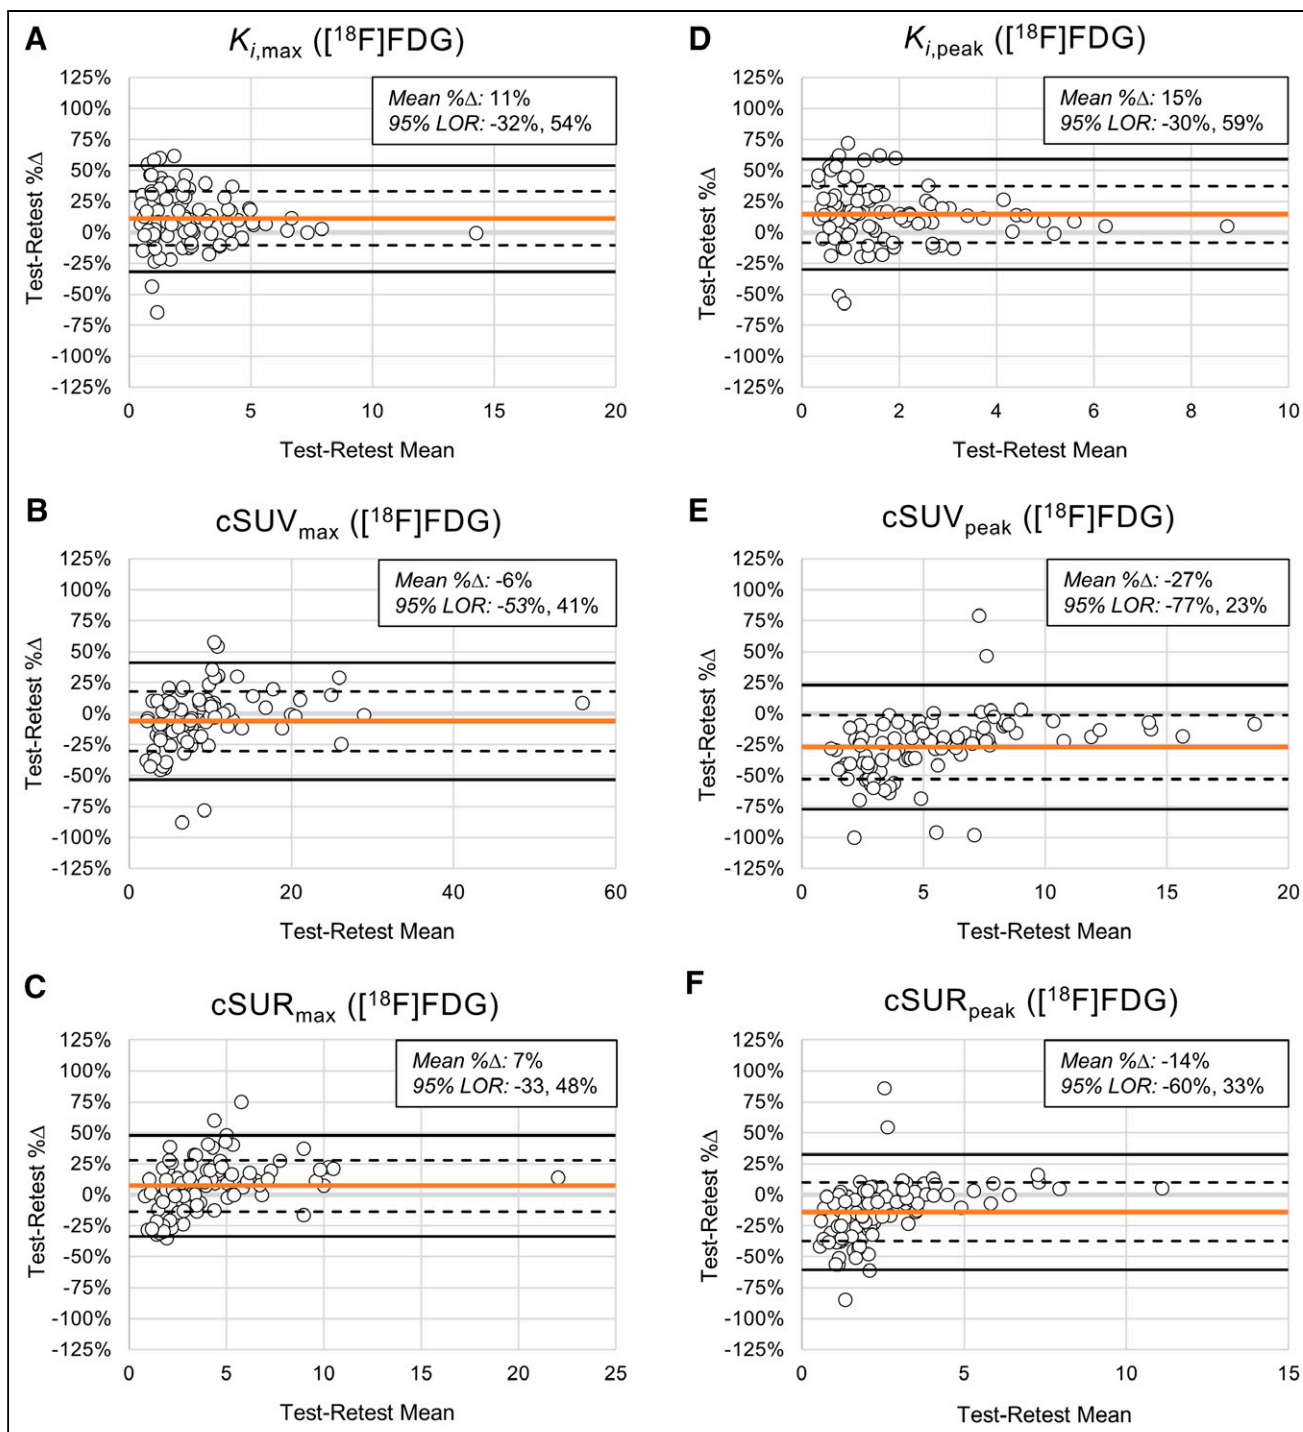 A
K i,max ([18F]FDG)
125%
100%
75%
50%
25%
0%
-25%
-50%
-75%
-100%
-125%
Test-Retest %Δ
Mean %Δ: 11%
95% LOR: -32%, 54%
0 5 10 15 20
Test-Retest Mean
D
K i,peak ([18F]FDG)
125%
100%
75%
50%
25%
0%
-25%
-50%
-75%
-100%
-125%
Test-Retest %Δ
Mean %Δ: 15%
95% LOR: -30%, 59%
0 2 4 6 8 10
Test-Retest Mean
B
cSUVmax ([18F]FDG)
125%
100%
75%
50%
25%
0%
-25%
-50%
-75%
-100%
-125%
Test-Retest %Δ
Mean %Δ: -6%
95% LOR: -53%, 41%
0 20 40 60
Test-Retest Mean
E
cSUVpeak ([18F]FDG)
125%
100%
75%
50%
25%
0%
-25%
-50%
-75%
-100%
-125%
Test-Retest %Δ
Mean %Δ: -27%
95% LOR: -77%, 23%
0 5 10 15 20
Test-Retest Mean
C
cSURmax ([18F]FDG)
125%
100%
75%
50%
25%
0%
-25%
-50%
-75%
-100%
-125%
Test-Retest %Δ
Mean %Δ: 7%
95% LOR: -33, 48%
0 5 10 15 20 25
Test-Retest Mean
F
cSURpeak ([18F]FDG)
125%
100%
75%
50%
25%
0%
-25%
-50%
-75%
-100%
-125%
Test-Retest %Δ
Mean %Δ: -14%
95% LOR: -60%, 33%
0 5 10 15
Test-Retest Mean